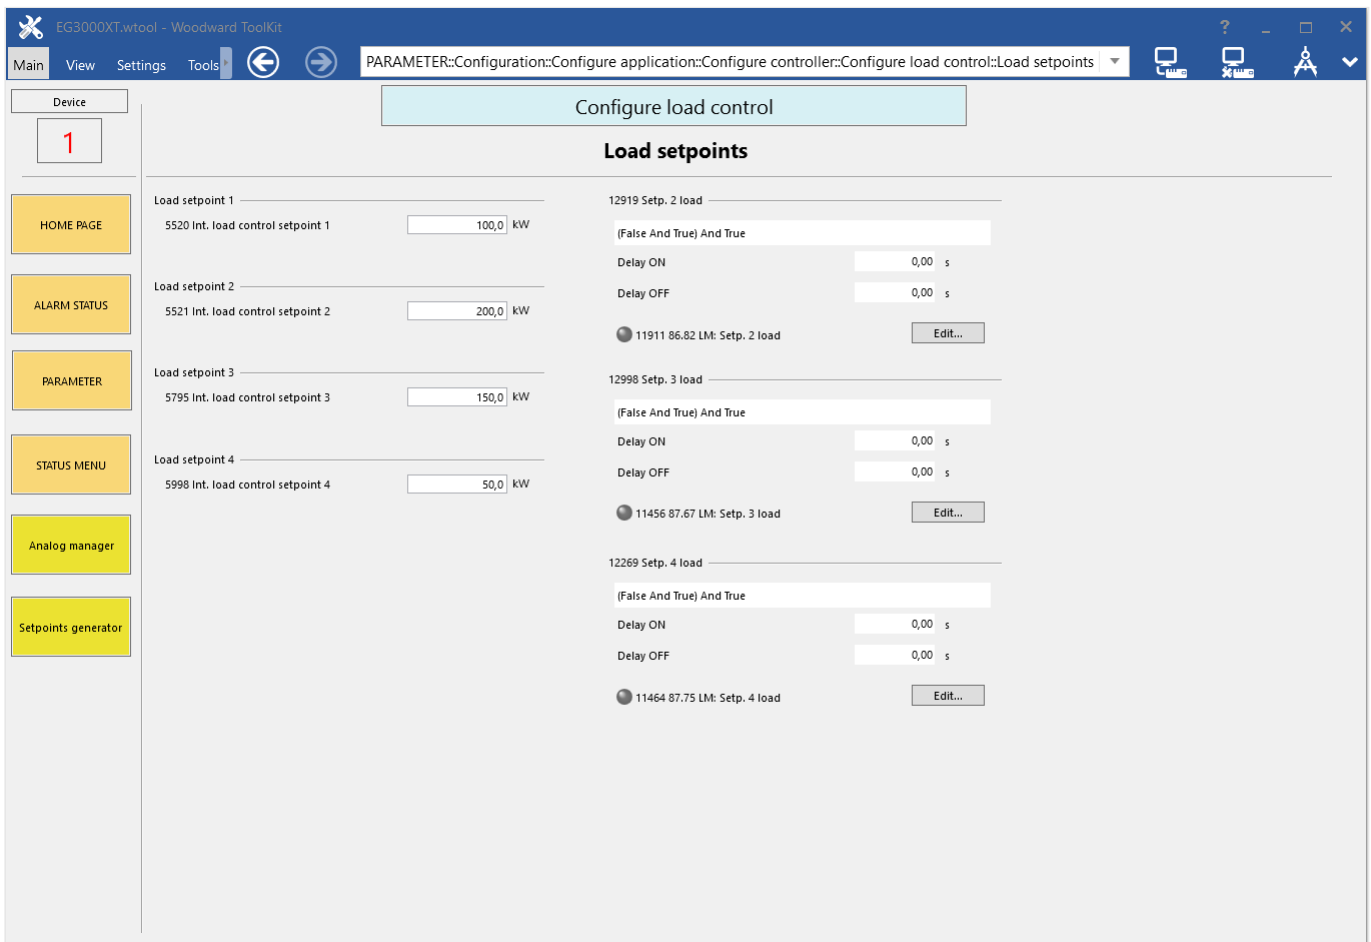 EG3000XT.wtool - Woodward ToolKit
?
Main View Settings Tools
PARAMETER::Configuration::Configure application::Configure controller::Configure load control::Load setpoints
Device
1
HOME PAGE
ALARM STATUS
PARAMETER
STATUS MENU
Analog manager
Setpoints generator
Configure load control
Load setpoints
Load setpoint 1
5520 Int. load control setpoint 1 100,0 kW
Load setpoint 2
5521 Int. load control setpoint 2 200,0 kW
Load setpoint 3
5795 Int. load control setpoint 3 150,0 kW
Load setpoint 4
5998 Int. load control setpoint 4 50,0 kW
12919 Setp. 2 load
(False And True) And True
Delay ON 0,00 s
Delay OFF 0,00 s
11911 86.82 LM: Setp. 2 load Edit...
12998 Setp. 3 load
(False And True) And True
Delay ON 0,00 s
Delay OFF 0,00 s
11456 87.67 LM: Setp. 3 load Edit...
12269 Setp. 4 load
(False And True) And True
Delay ON 0,00 s
Delay OFF 0,00 s
11464 87.75 LM: Setp. 4 load Edit...